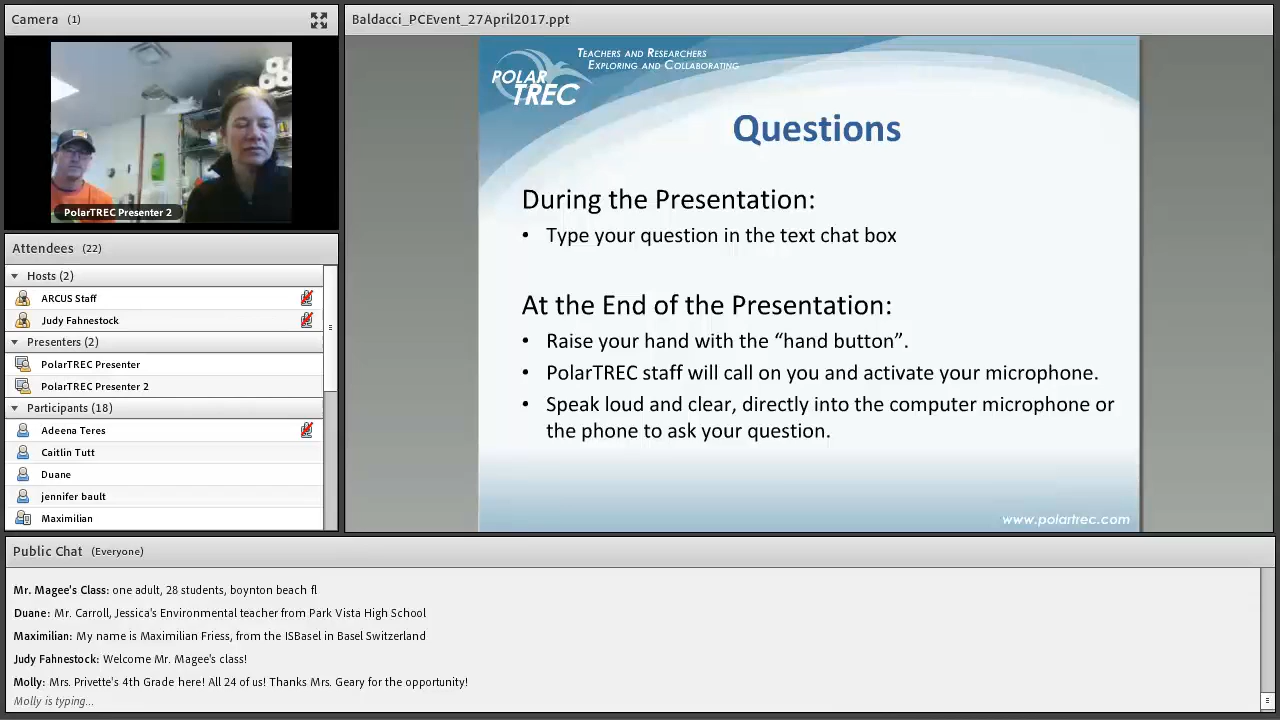 Camera (1)
PolarTREC Presenter 2
Attendees (22)
Hosts (2)
ARCUS Staff
Judy Fahnestock
Presenters (2)
PolarTREC Presenter
PolarTREC Presenter 2
Participants (18)
Adeena Teres
Caitlin Tutt
Duane
jennifer bault
Maximilian
Baldacci_PCEvent_27April2017.ppt
TEACHERS AND RESEARCHERS
EXPLORING AND COLLABORATING
POLAR
TREC
Questions
During the Presentation:
• Type your question in the text chat box
At the End of the Presentation:
• Raise your hand with the “hand button”.
• PolarTREC staff will call on you and activate your microphone.
• Speak loud and clear, directly into the computer microphone or
the phone to ask your question.
www.polartrec.com
Public Chat (Everyone)
Mr. Magee's Class: one adult, 28 students, boynton beach fl
Duane: Mr. Carroll, Jessica's Environmental teacher from Park Vista High School
Maximilian: My name is Maximilian Friess, from the ISBasel in Basel Switzerland
Judy Fahnestock: Welcome Mr. Magee's class!
Molly: Mrs. Privette's 4th Grade here! All 24 of us! Thanks Mrs. Geary for the opportunity!
Molly is typing...